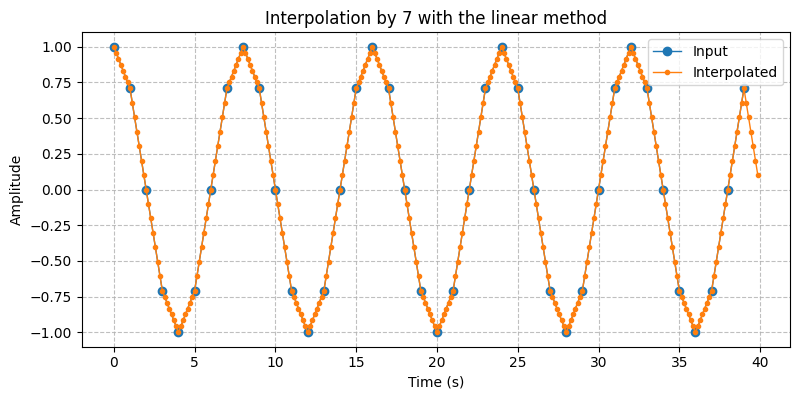 Interpolation by 7 with the linear method
Input
Interpolated
Amplitude
1.00
0.75
0.50
0.25
0.00
−0.25
−0.50
−0.75
−1.00
0 5 10 15 20 25 30 35 40
Time (s)